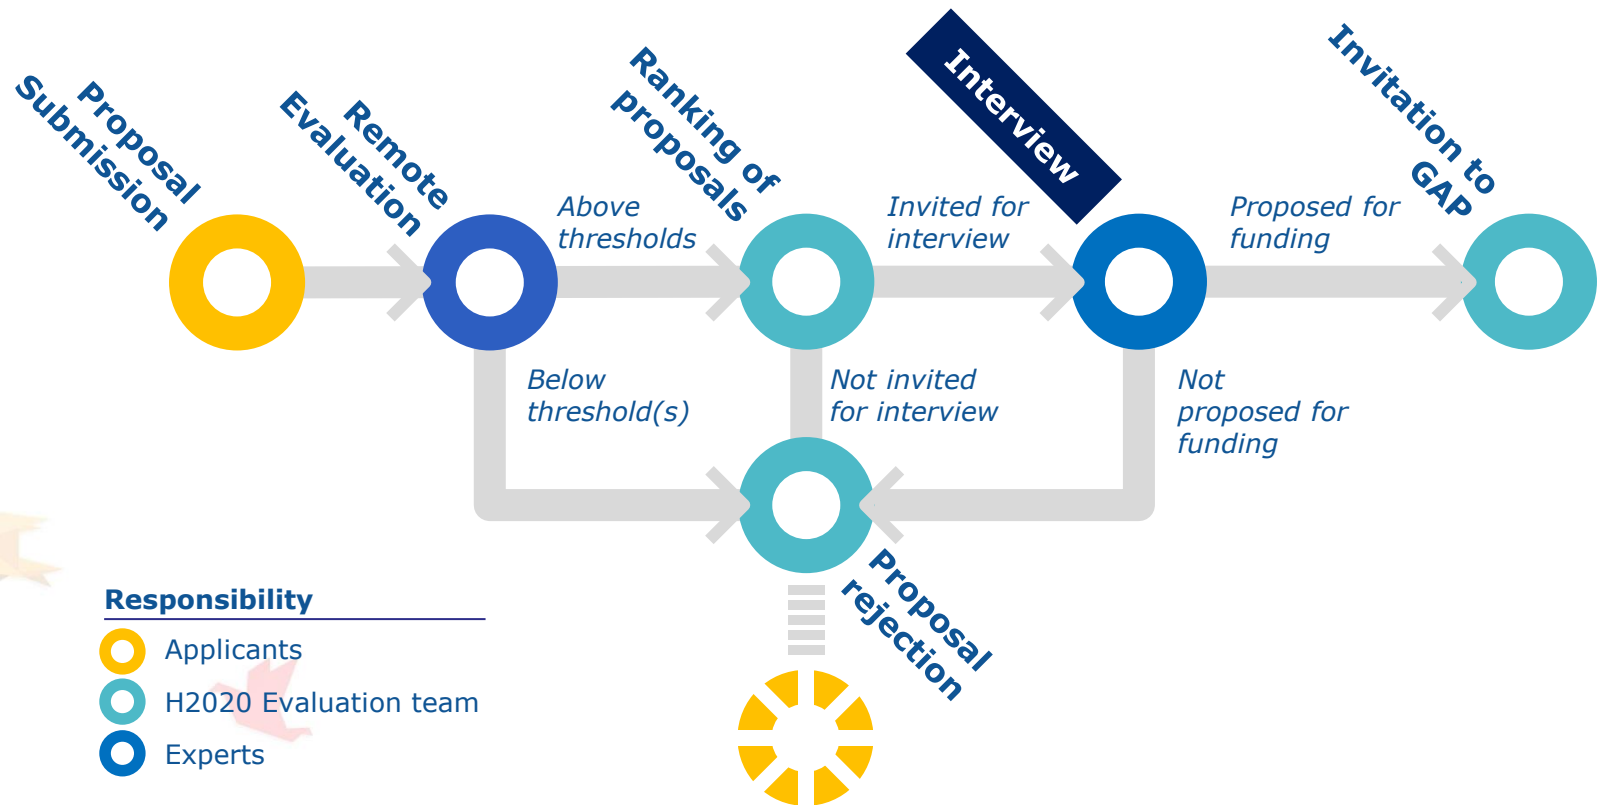 Proposal
Submission
Remote
Evaluation
Above
thresholds
Ranking of
proposals
Invited for
interview
Interview
Proposed for
funding
Invitation to
GAP
Below
threshold(s)
Not invited
for interview
Not
proposed for
funding
Proposal
rejection
Responsibility
Applicants
H2020 Evaluation team
Experts